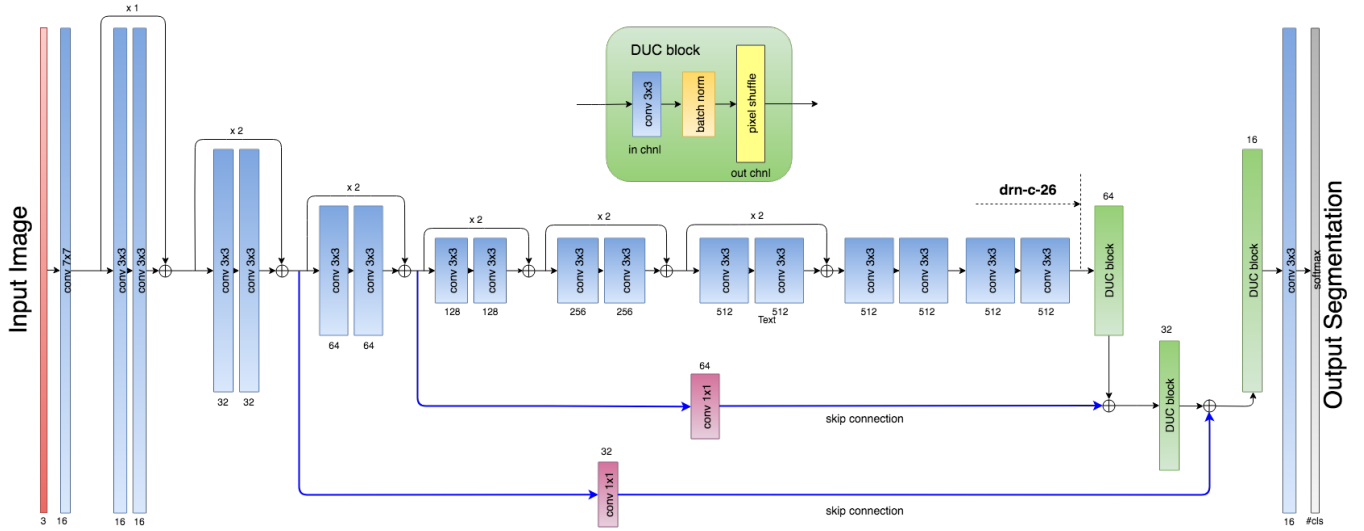 Input Image
3
conv 7x7
16
x 1
conv 3x3
conv 3x3
16
16
x 2
conv 3x3
conv 3x3
32
32
x 2
conv 3x3
conv 3x3
64
64
x 2
conv 3x3
conv 3x3
128
128
x 2
conv 3x3
conv 3x3
256
256
x 2
conv 3x3
conv 3x3
512
512
Text
conv 3x3
conv 3x3
512
512
conv 3x3
conv 3x3
512
512
DUC block
conv 3x3
batch norm
pixel shuffle
in chnl
out chnl
drn-c-26
64
DUC block
64
conv 1x1
skip connection
32
conv 1x1
skip connection
32
DUC block
16
DUC block
conv 3x3
16
softmax
#cls
Output Segmentation